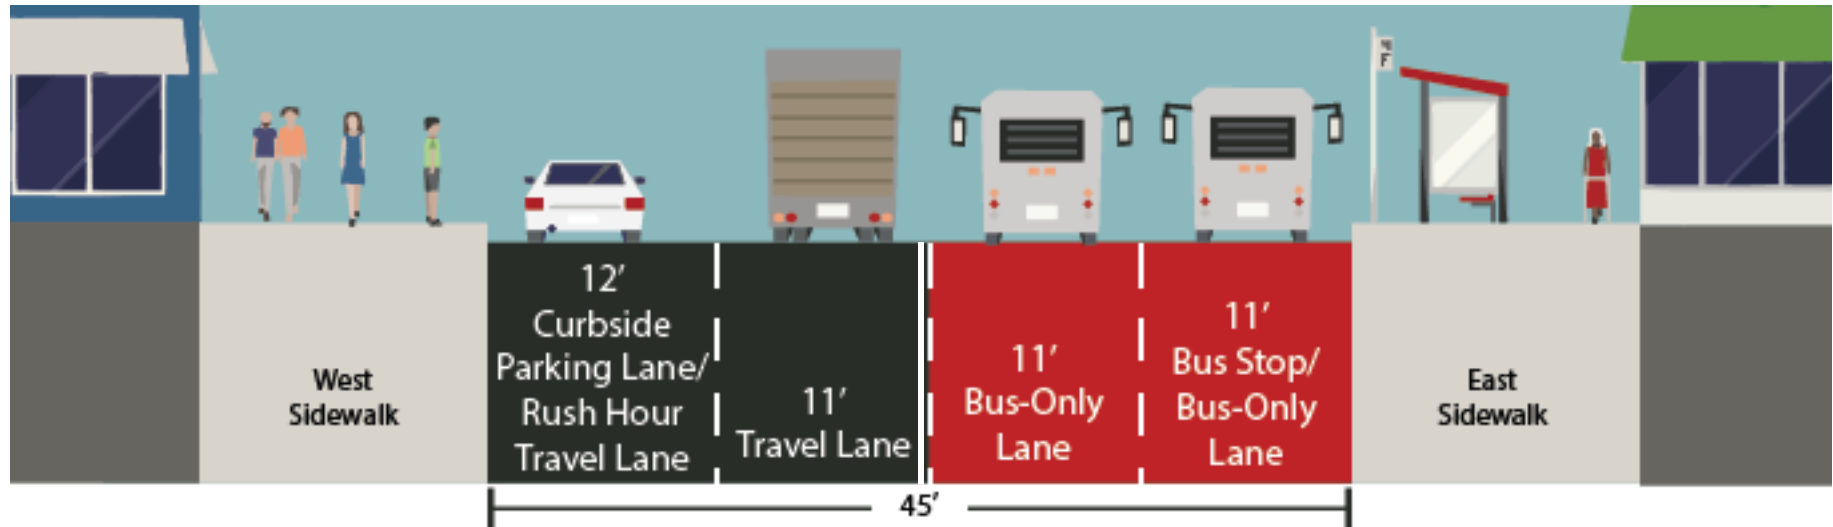 West
Sidewalk
12′
Curbside
Parking Lane/
Rush Hour
Travel Lane
11′
Travel Lane
11′
Bus-Only
Lane
11′
Bus Stop/
Bus-Only
Lane
East
Sidewalk
45′